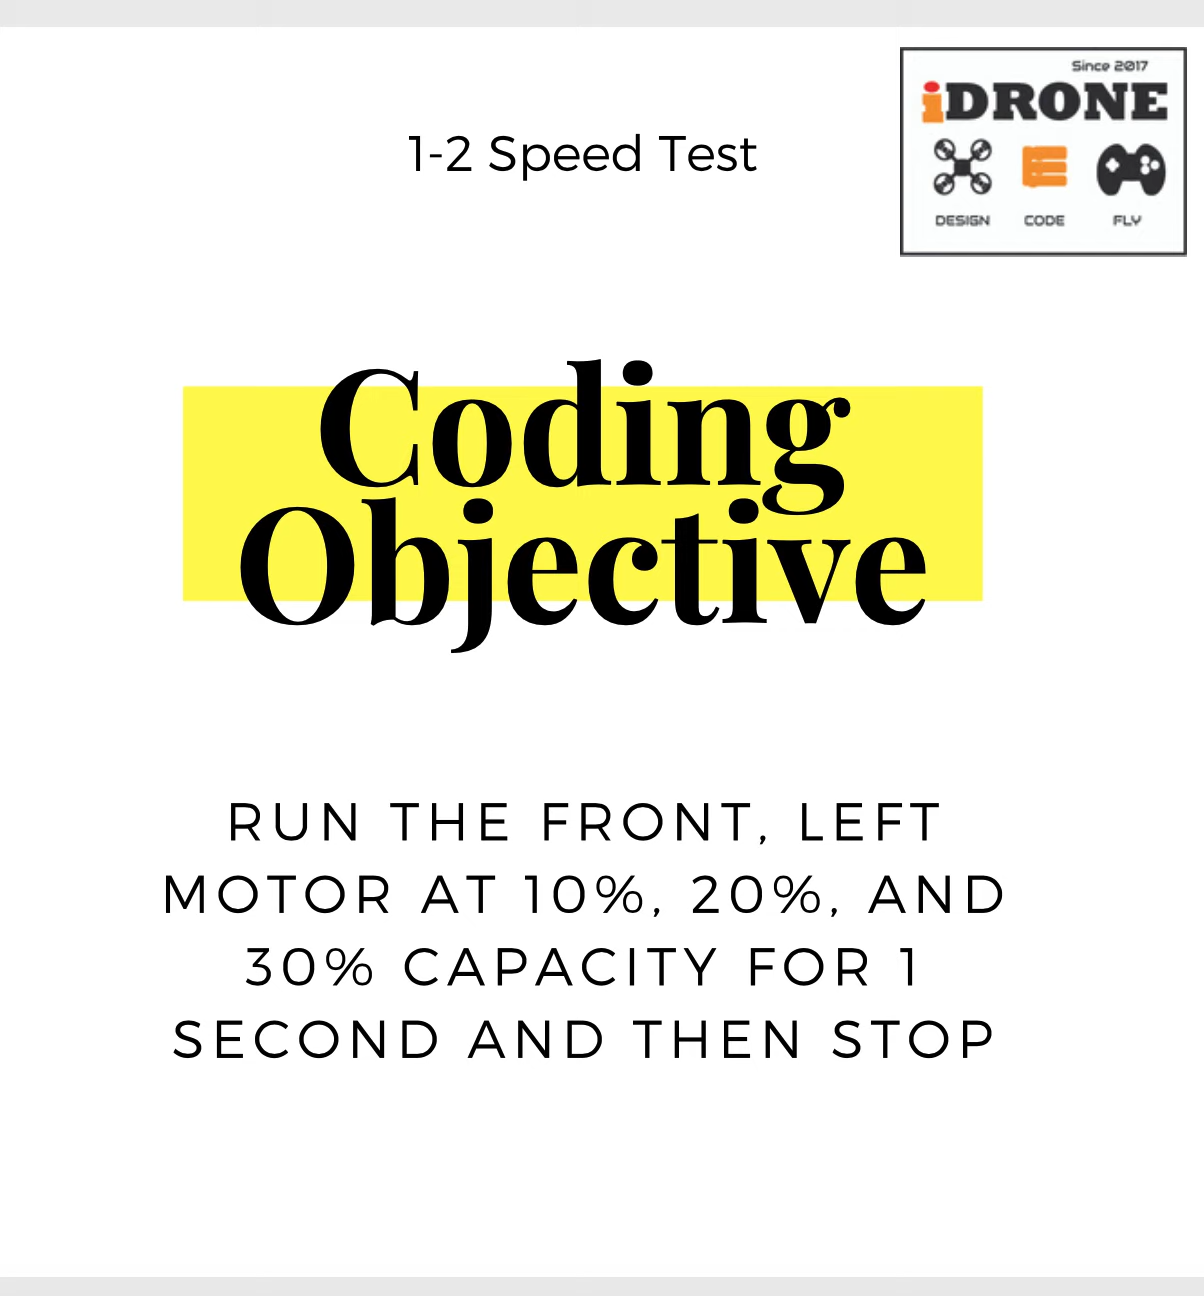 Since 2017
iDRONE
DESIGN CODE FLY
1-2 Speed Test
Coding
Objective
RUN THE FRONT, LEFT
MOTOR AT 10%, 20%, AND
30% CAPACITY FOR 1
SECOND AND THEN STOP